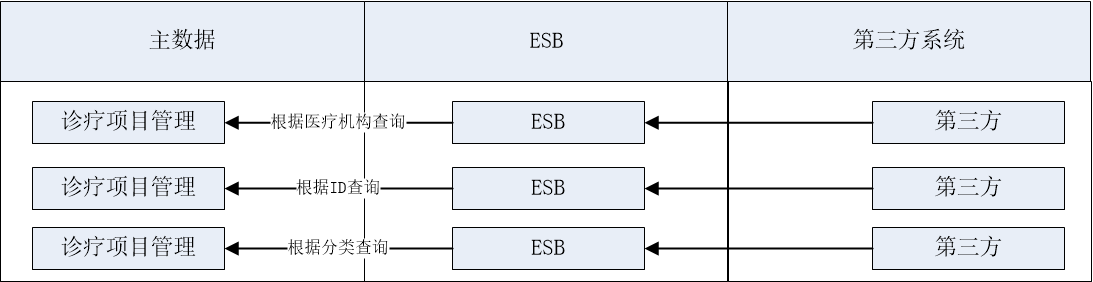 主数据
ESB
第三方系统
诊疗项目管理
根据医疗机构查询
ESB
第三方
诊疗项目管理
根据ID查询
ESB
第三方
诊疗项目管理
根据分类查询
ESB
第三方